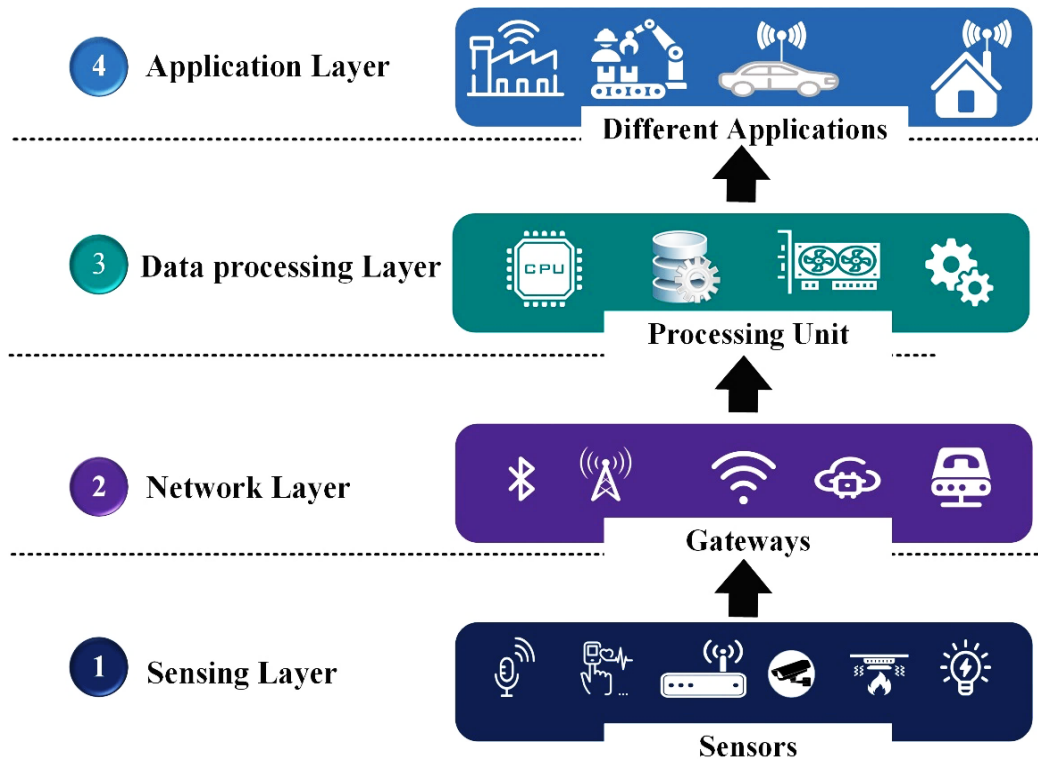 4 Application Layer
Different Applications
3 Data processing Layer
CPU
Processing Unit
2 Network Layer
Gateways
1 Sensing Layer
...
Sensors